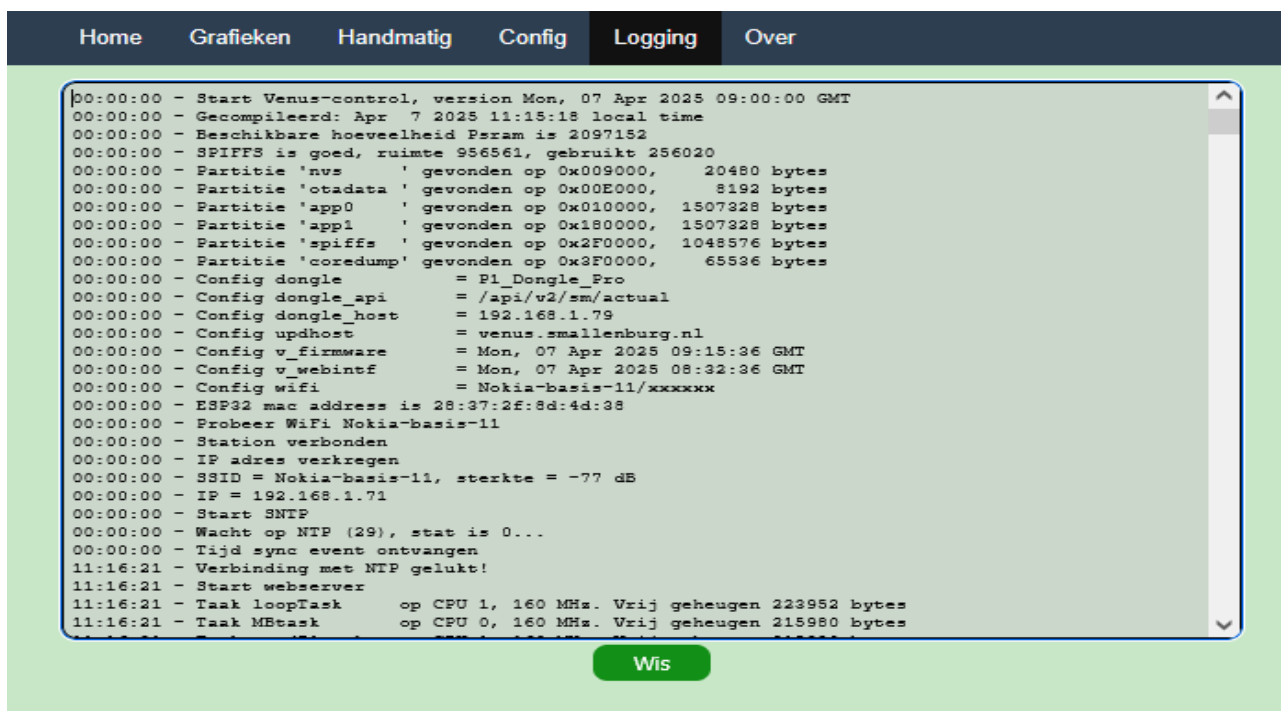 Home Grafieken Handmatig Config Logging Over
00:00:00 - Start Venus-control, version Mon, 07 Apr 2025 09:00:00 GMT
00:00:00 - Gecompileerd: Apr  7 2025 11:15:18 local time
00:00:00 - Beschikbare hoeveelheid Psram is 2097152
00:00:00 - SPIFFS is goed, ruimte 956561, gebruikt 256020
00:00:00 - Partitie 'nvs     ' gevonden op 0x009000,   20480 bytes
00:00:00 - Partitie 'otadata ' gevonden op 0x00E000,    8192 bytes
00:00:00 - Partitie 'app0    ' gevonden op 0x010000, 1507328 bytes
00:00:00 - Partitie 'app1    ' gevonden op 0x180000, 1507328 bytes
00:00:00 - Partitie 'spiffs  ' gevonden op 0x2F0000, 1048576 bytes
00:00:00 - Partitie 'coredump' gevonden op 0x3F0000,   65536 bytes
00:00:00 - Config dongle          = P1_Dongle_Pro
00:00:00 - Config dongle_api      = /api/v2/sm/actual
00:00:00 - Config dongle_host     = 192.168.1.79
00:00:00 - Config updhost         = venus.smallenburg.nl
00:00:00 - Config v_firmware      = Mon, 07 Apr 2025 09:15:36 GMT
00:00:00 - Config v_webintf       = Mon, 07 Apr 2025 08:32:36 GMT
00:00:00 - Config wifi            = Nokia-basis-11/xxxxxx
00:00:00 - ESP32 mac address is 28:37:2f:8d:4d:38
00:00:00 - Probeer WiFi Nokia-basis-11
00:00:00 - Station verbonden
00:00:00 - IP adres verkregen
00:00:00 - SSID = Nokia-basis-11, sterkte = -77 dB
00:00:00 - IP = 192.168.1.71
00:00:00 - Start SNTP
00:00:00 - Wacht op NTP (29), stat is 0...
00:00:00 - Tijd sync event ontvangen
11:16:21 - Verbinding met NTP gelukt!
11:16:21 - Start webserver
11:16:21 - Taak loopTask     op CPU 1, 160 MHz. Vrij geheugen 223952 bytes
11:16:21 - Taak MBtask       op CPU 0, 160 MHz. Vrij geheugen 215980 bytes
Wis